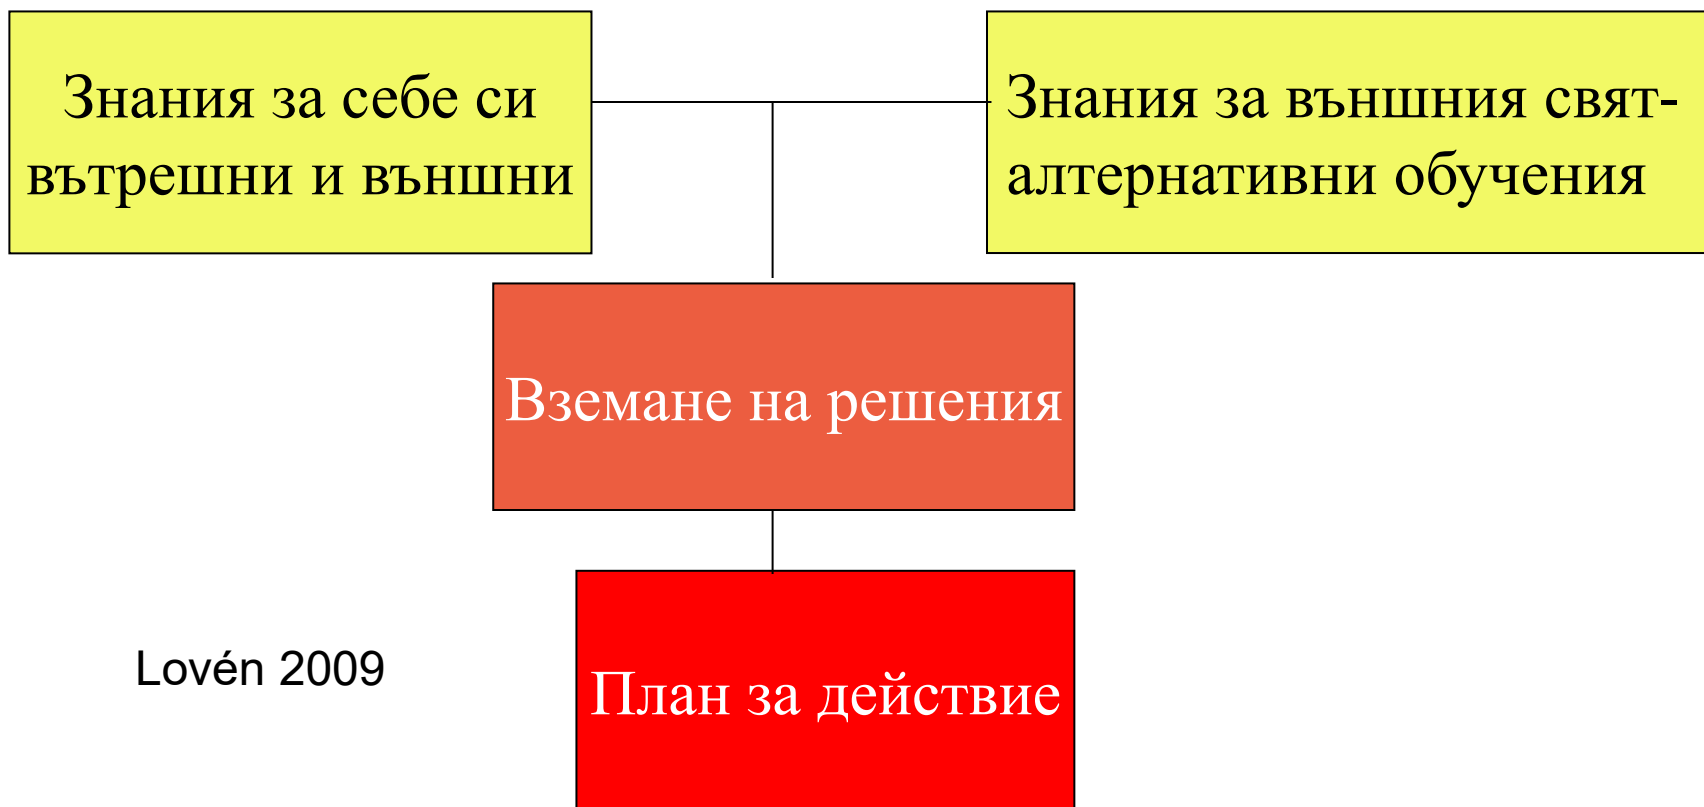 Знания за себе си
вътрешни и външни
Знания за външния свят-
алтернативни обучения
Вземане на решения
План за действие
Lovén 2009